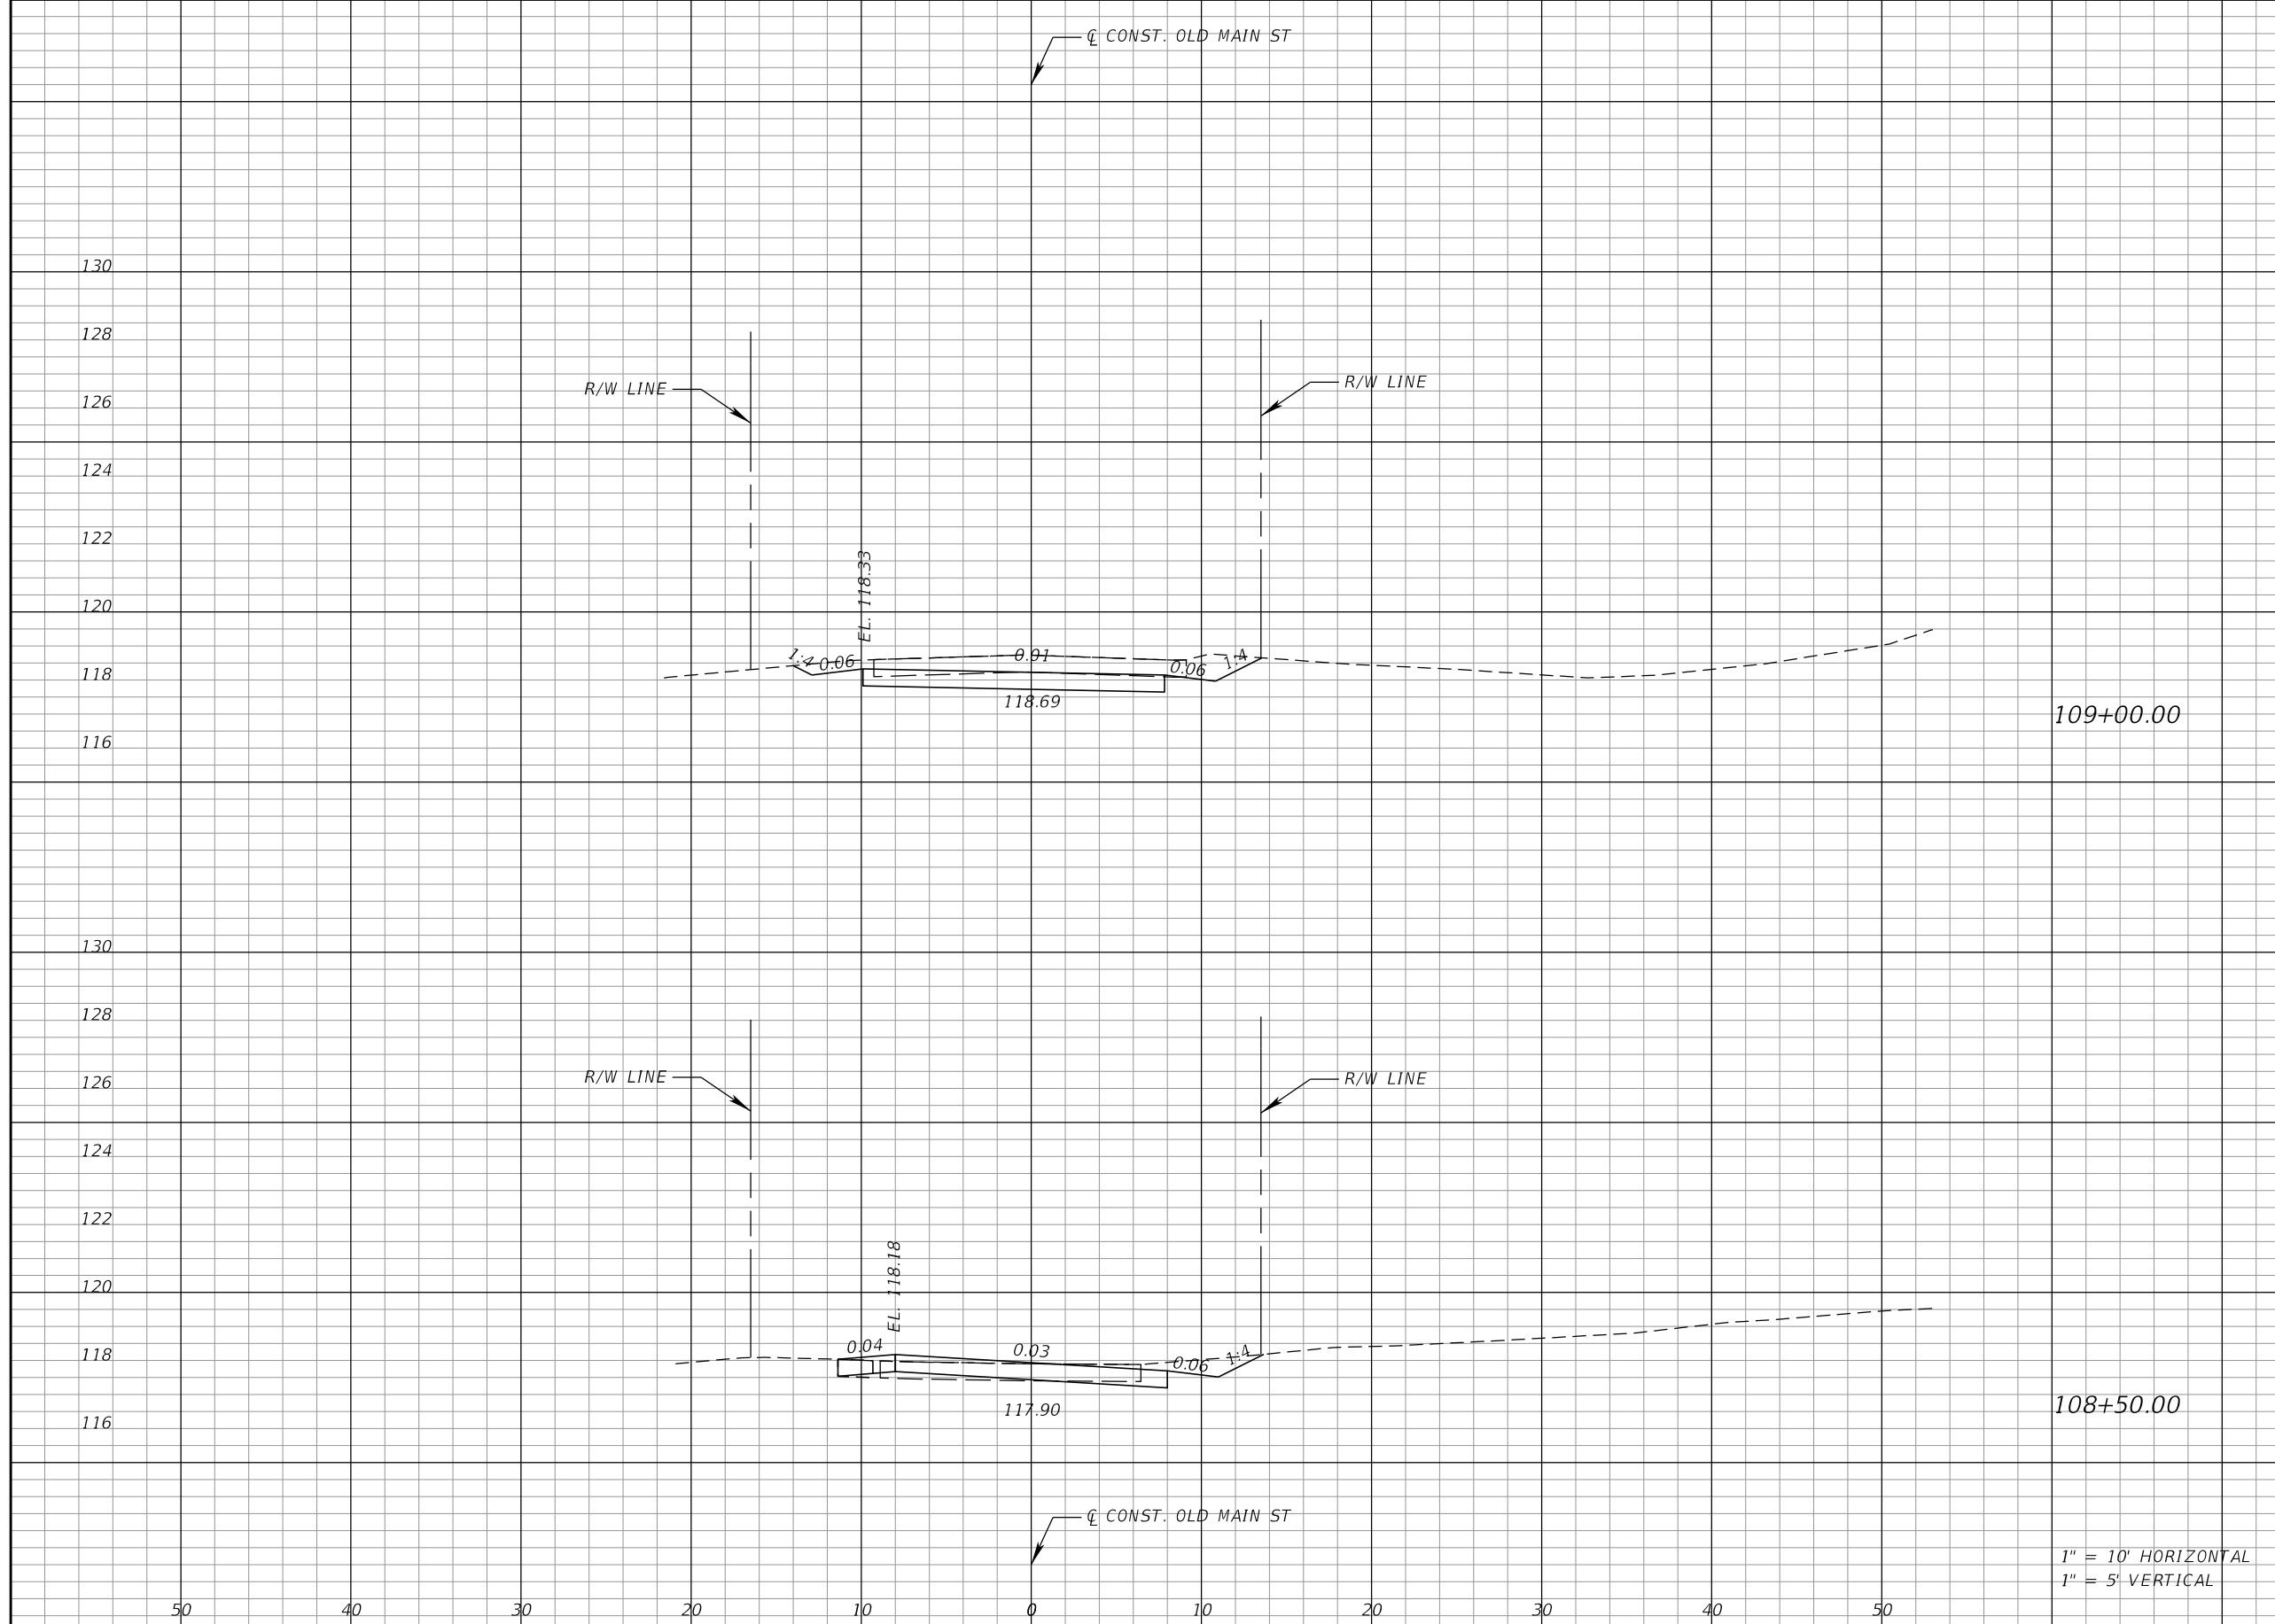 ℄ CONST. OLD MAIN ST
130
128
R/W LINE
R/W LINE
126
124
122
EL. 118.33
120
1:4
0.06
0.01
0.06
1:4
118
118.69
109+00.00
116
130
128
R/W LINE
R/W LINE
126
124
122
EL. 118.18
120
0.04
0.03
0.06
1:4
118
117.90
108+50.00
116
℄ CONST. OLD MAIN ST
1" = 10' HORIZONTAL
1" = 5' VERTICAL
50 40 30 20 10 0 10 20 30 40 50